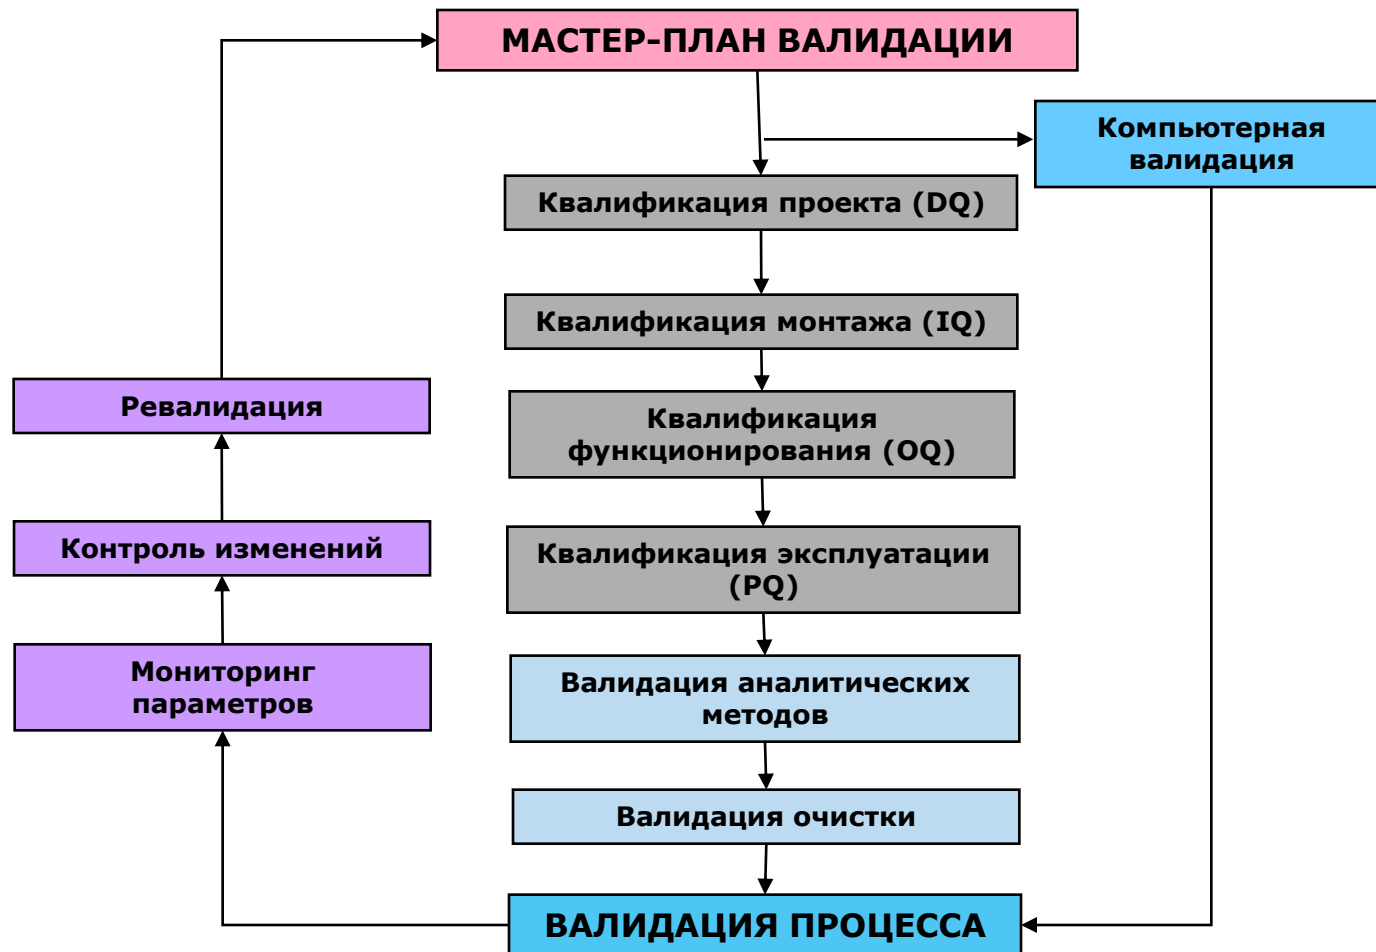 МАСТЕР-ПЛАН ВАЛИДАЦИИ
Компьютерная
валидация
Квалификация проекта (DQ)
Квалификация монтажа (IQ)
Ревалидация
Квалификация
функционирования (OQ)
Контроль изменений
Квалификация эксплуатации
(PQ)
Мониторинг
параметров
Валидация аналитических
методов
Валидация очистки
ВАЛИДАЦИЯ ПРОЦЕССА